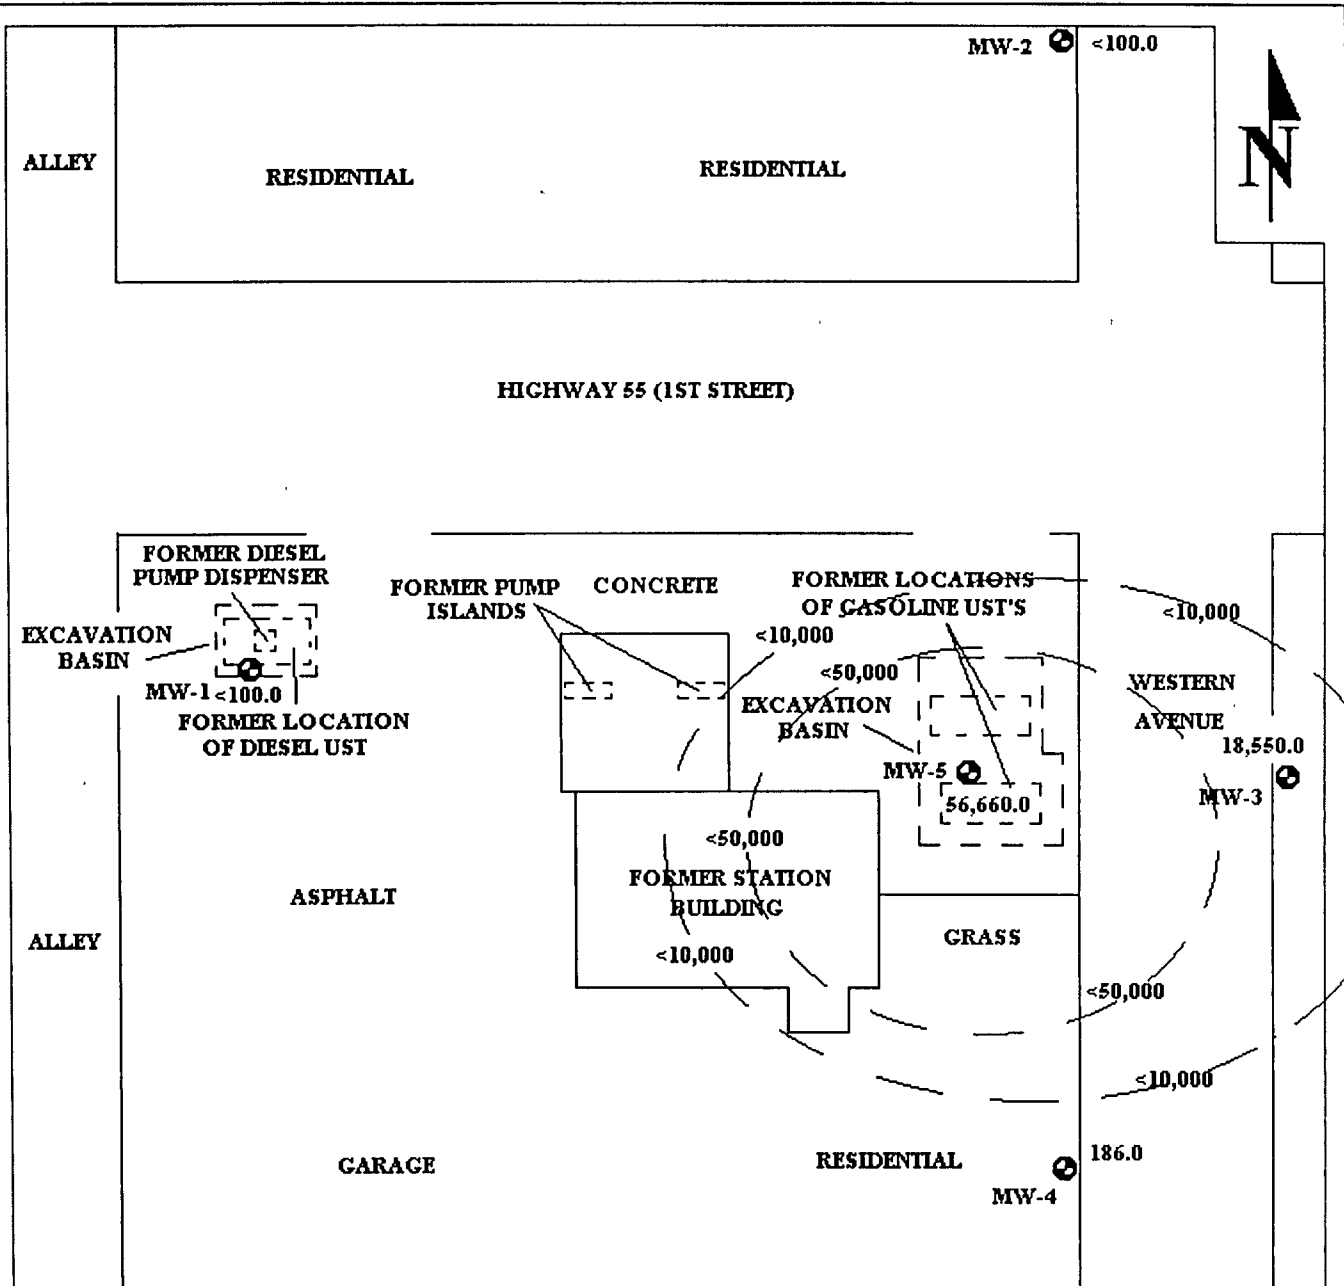 MW-2 <100.0
N
ALLEY
RESIDENTIAL
RESIDENTIAL
HIGHWAY 55 (1ST STREET)
FORMER DIESEL
PUMP DISPENSER
EXCAVATION
BASIN
MW-1 <100.0
FORMER LOCATION
OF DIESEL UST
FORMER PUMP
ISLANDS
CONCRETE
FORMER LOCATIONS
OF GASOLINE UST'S
<10,000
<10,000
<50,000
EXCAVATION
BASIN
MW-5
56,660.0
WESTERN
AVENUE
18,550.0
MW-3
<50,000
FORMER STATION
BUILDING
<10,000
ASPHALT
ALLEY
GRASS
<50,000
<10,000
GARAGE
RESIDENTIAL
186.0
MW-4